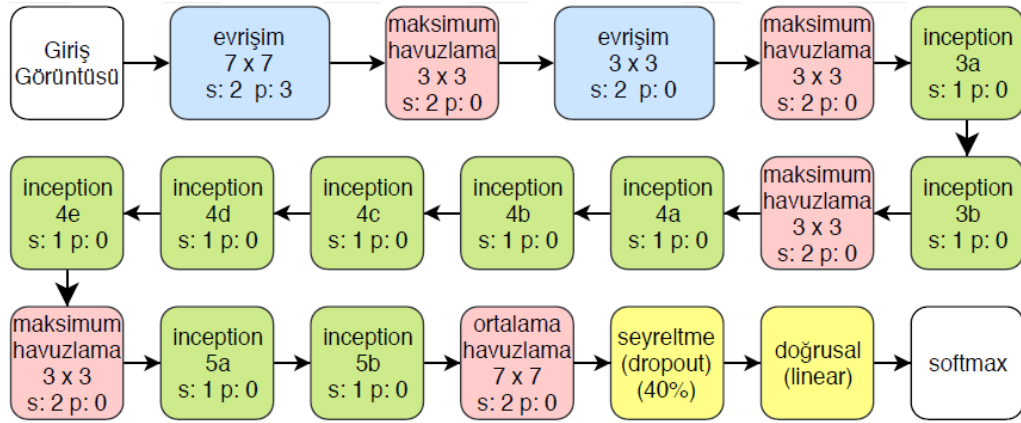 Giriş
Görüntüsü
evrişim
7 x 7
s: 2 p: 3
maksimum
havuzlama
3 x 3
s: 2 p: 0
evrişim
3 x 3
s: 2 p: 0
maksimum
havuzlama
3 x 3
s: 2 p: 0
inception
3a
s: 1 p: 0
inception
4e
s: 1 p: 0
inception
4d
s: 1 p: 0
inception
4c
s: 1 p: 0
inception
4b
s: 1 p: 0
inception
4a
s: 1 p: 0
maksimum
havuzlama
3 x 3
s: 2 p: 0
inception
3b
s: 1 p: 0
maksimum
havuzlama
3 x 3
s: 2 p: 0
inception
5a
s: 1 p: 0
inception
5b
s: 1 p: 0
ortalama
havuzlama
7 x 7
s: 2 p: 0
seyreltme
(dropout)
(40%)
doğrusal
(linear)
softmax